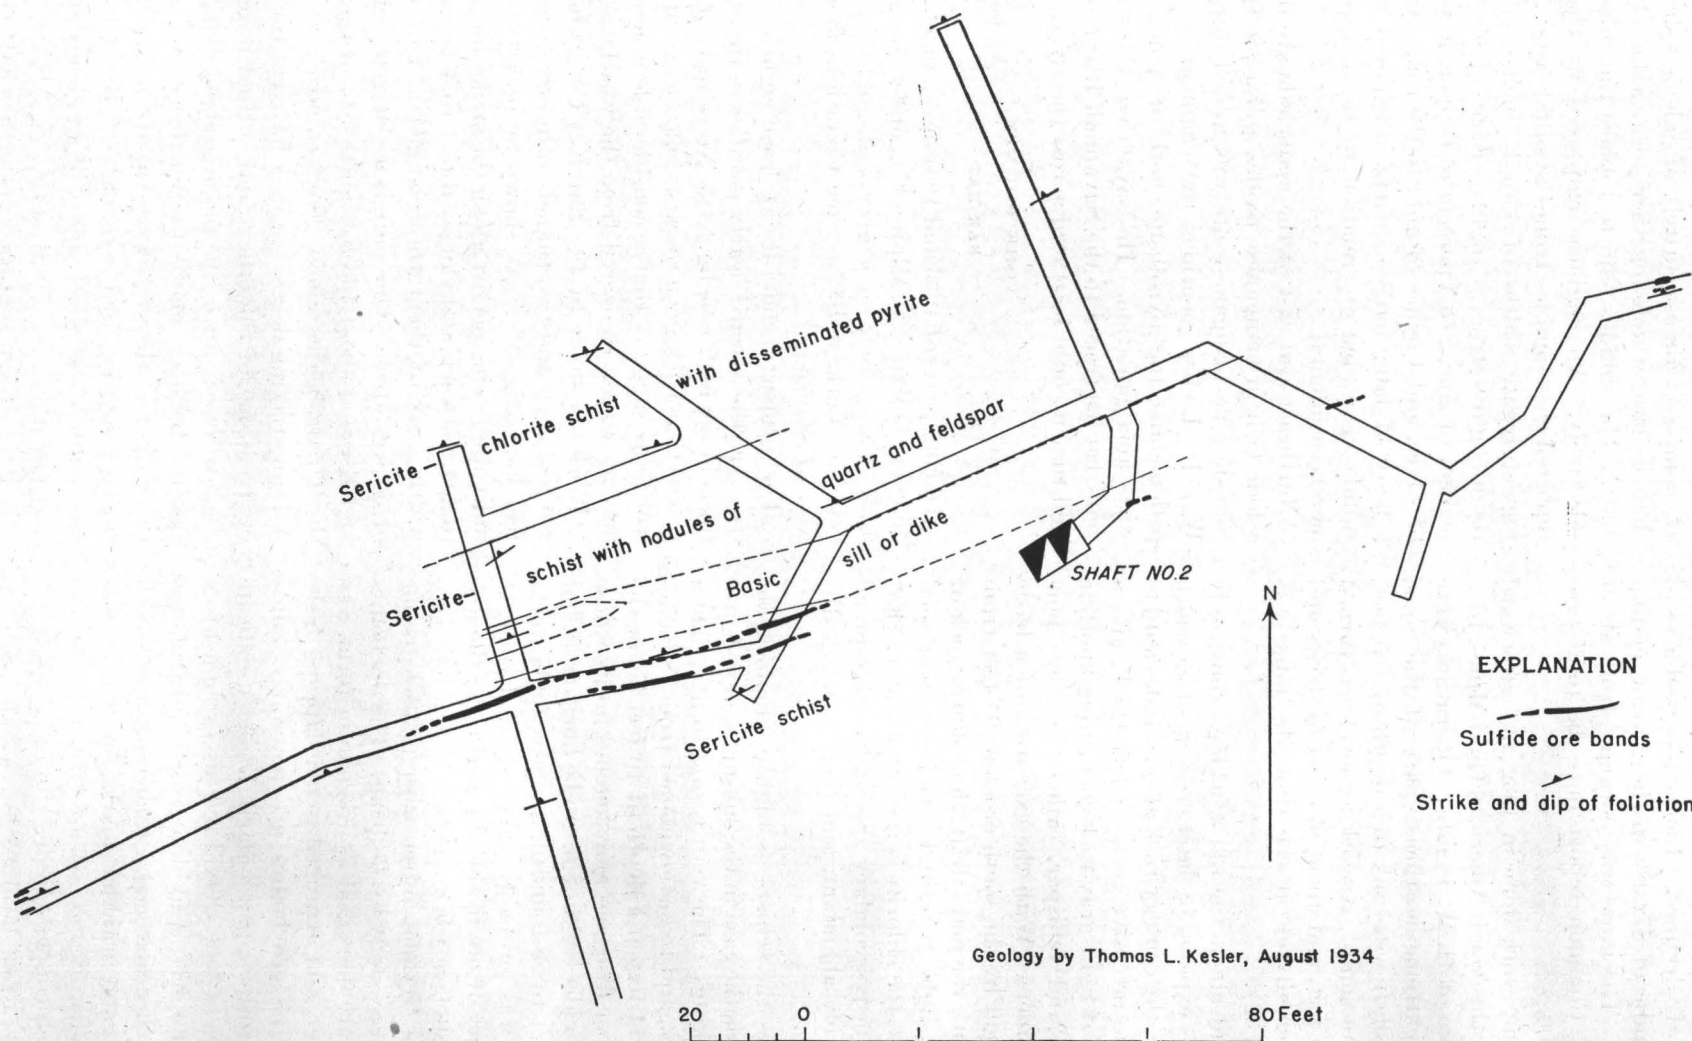 with disseminated pyrite
Sericite – chlorite schist
quartz and feldspar
Sericite – schist with nodules of
Basic sill or dike
SHAFT NO.2
N
Sericite schist
EXPLANATION
Sulfide ore bands
Strike and dip of foliation
Geology by Thomas L. Kesler, August 1934
20 0 80 Feet